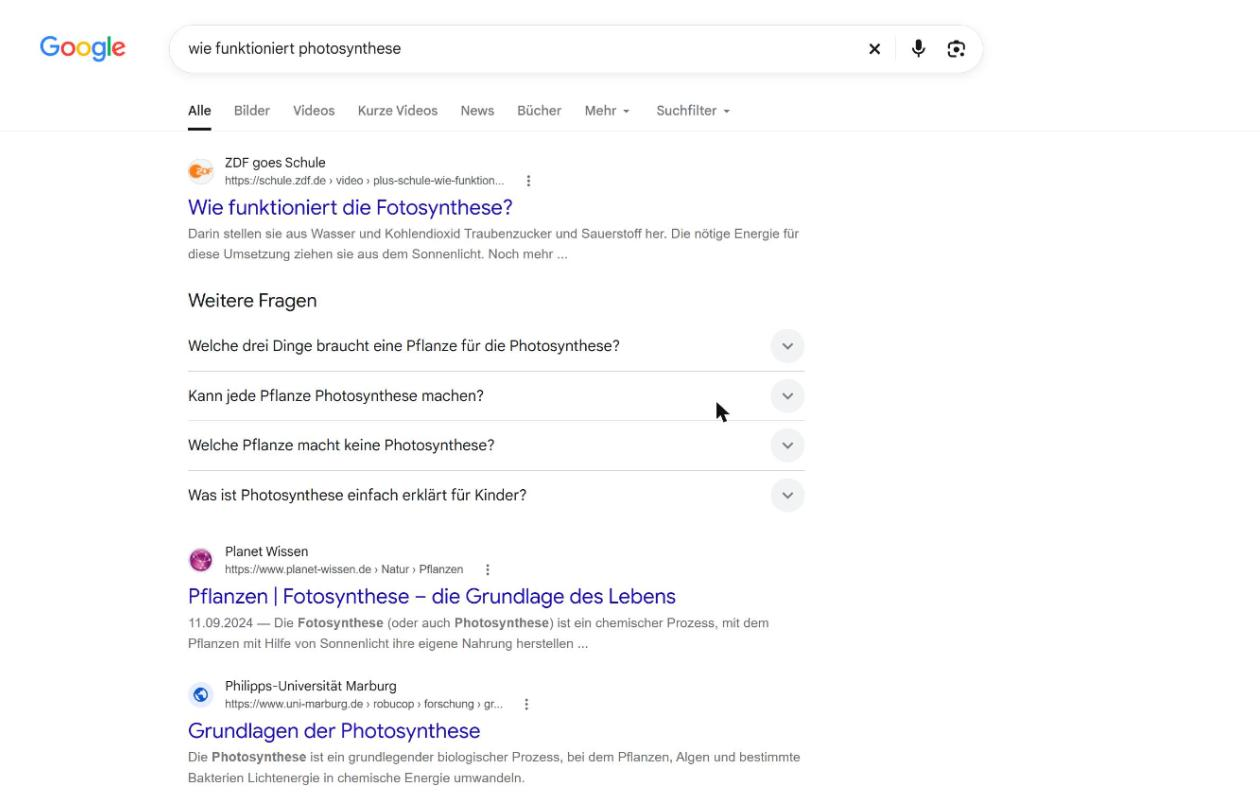 Google
wie funktioniert photosynthese
Alle Bilder Videos Kurze Videos News Bücher Mehr Suchfilter
ZDF
ZDF goes Schule
https://schule.zdf.de › video › plus-schule-wie-funktion...
Wie funktioniert die Fotosynthese?
Darin stellen sie aus Wasser und Kohlendioxid Traubenzucker und Sauerstoff her. Die nötige Energie für
diese Umsetzung ziehen sie aus dem Sonnenlicht. Noch mehr ...
Weitere Fragen
Welche drei Dinge braucht eine Pflanze für die Photosynthese?
Kann jede Pflanze Photosynthese machen?
Welche Pflanze macht keine Photosynthese?
Was ist Photosynthese einfach erklärt für Kinder?
Planet Wissen
https://www.planet-wissen.de › Natur › Pflanzen
Pflanzen | Fotosynthese – die Grundlage des Lebens
11.09.2024 — Die Fotosynthese (oder auch Photosynthese) ist ein chemischer Prozess, mit dem
Pflanzen mit Hilfe von Sonnenlicht ihre eigene Nahrung herstellen ...
Philipps-Universität Marburg
https://www.uni-marburg.de › robucop › forschung › gr...
Grundlagen der Photosynthese
Die Photosynthese ist ein grundlegender biologischer Prozess, bei dem Pflanzen, Algen und bestimmte
Bakterien Lichtenergie in chemische Energie umwandeln.